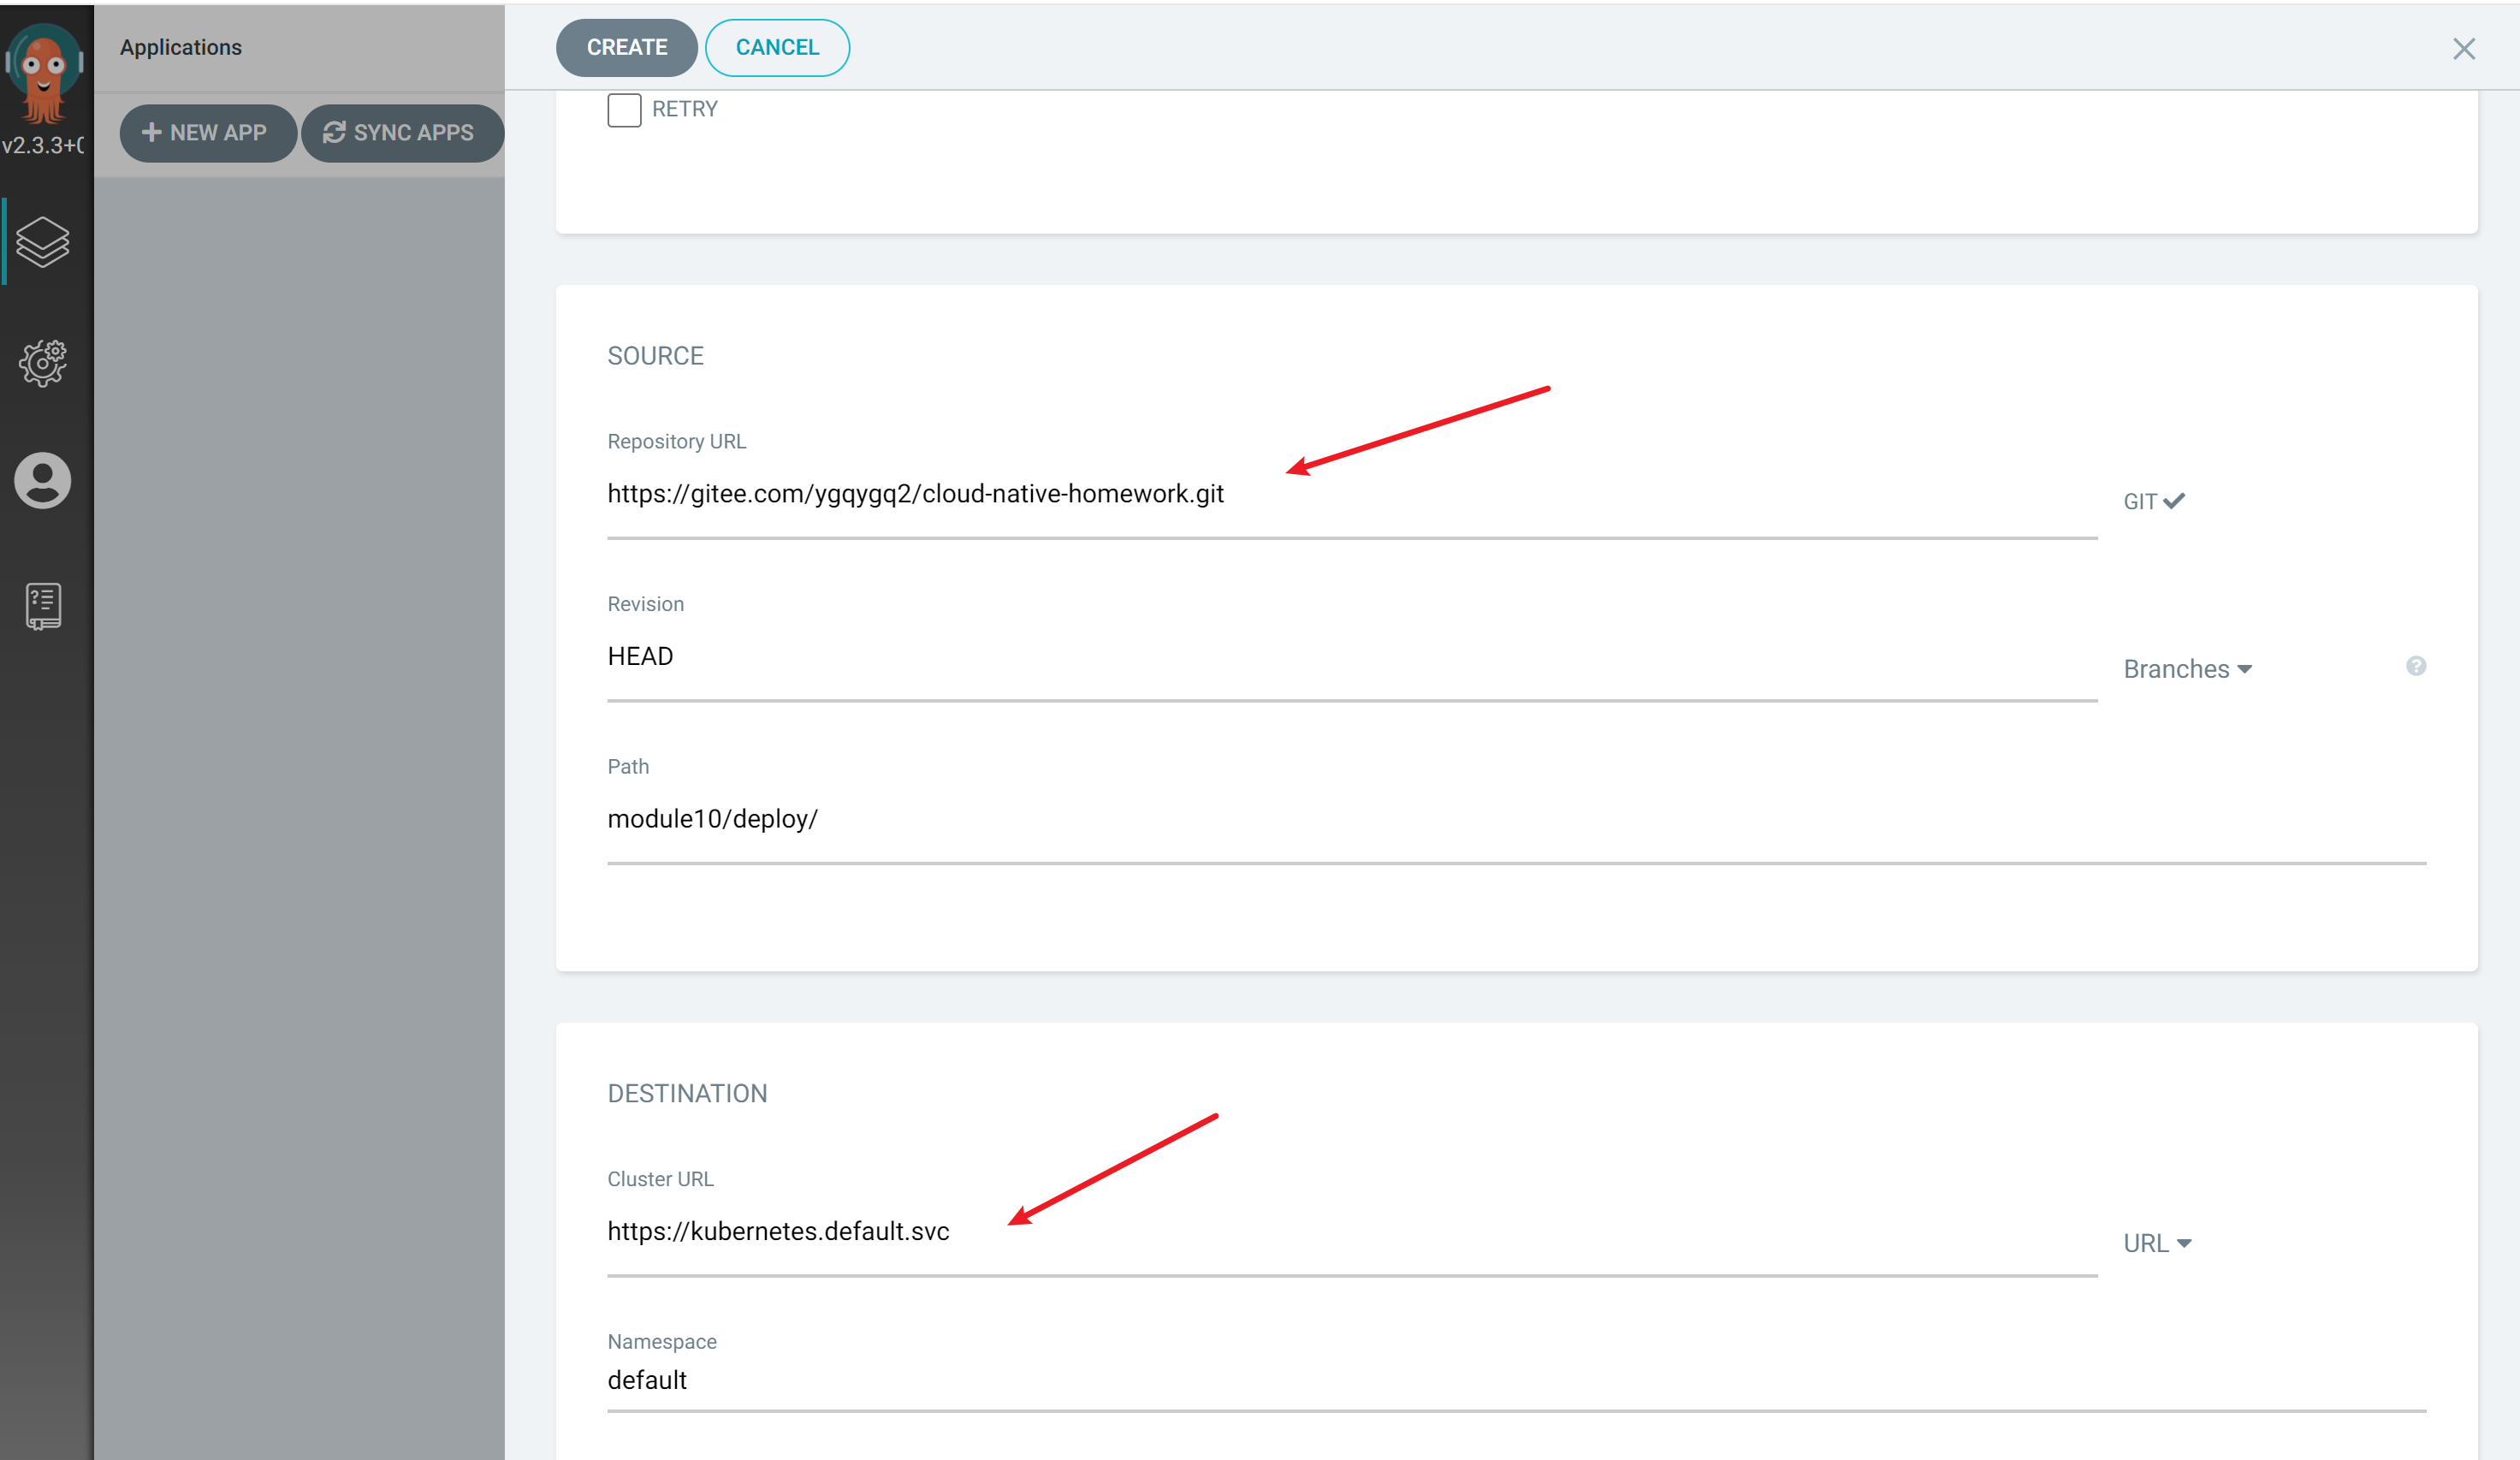 Applications
CREATE
CANCEL
RETRY
NEW APP
SYNC APPS
v2.3.3+
SOURCE
Repository URL
https://gitee.com/ygqygq2/cloud-native-homework.git
GIT
Revision
HEAD
Branches
Path
module10/deploy/
DESTINATION
Cluster URL
https://kubernetes.default.svc
URL
Namespace
default